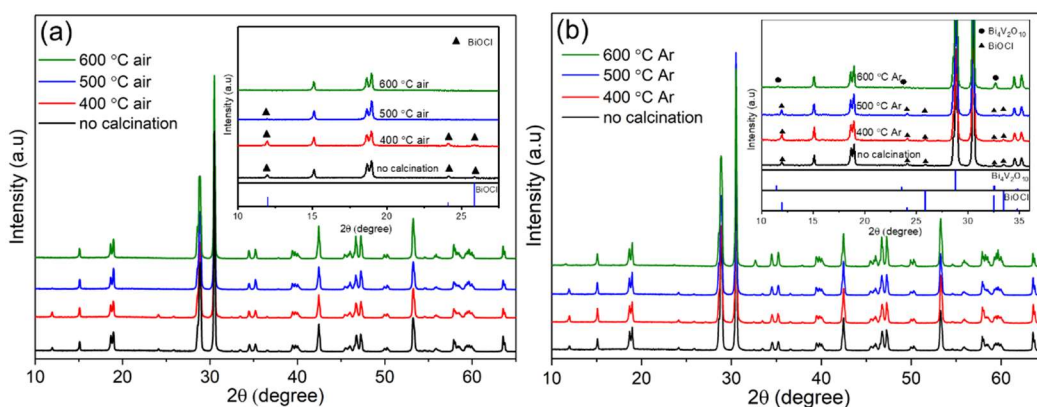 (a)
600 °C air
500 °C air
400 °C air
no calcination
Intensity (a.u)
10 20 30 40 50 60
2θ (degree)
BiOCl
600 °C air
500 °C air
400 °C air
no calcination
BiOCl
Intensity (a.u)
10 15 20 25
2θ (degree)
(b)
600 °C Ar
500 °C Ar
400 °C Ar
no calcination
Intensity (a.u)
10 20 30 40 50 60
2θ (degree)
Bi₄V₂O₁₀
BiOCl
600 °C Ar
500 °C Ar
400 °C Ar
no calcination
Bi₄V₂O₁₀
BiOCl
Intensity (a.u)
10 15 20 25 30 35
2θ (degree)